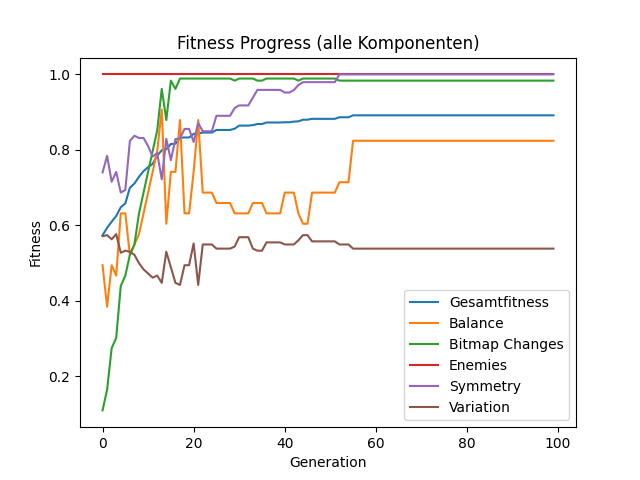 Fitness Progress (alle Komponenten)
Fitness
1.0
0.8
0.6
0.4
0.2
Gesamtfitness
Balance
Bitmap Changes
Enemies
Symmetry
Variation
0 20 40 60 80 100
Generation